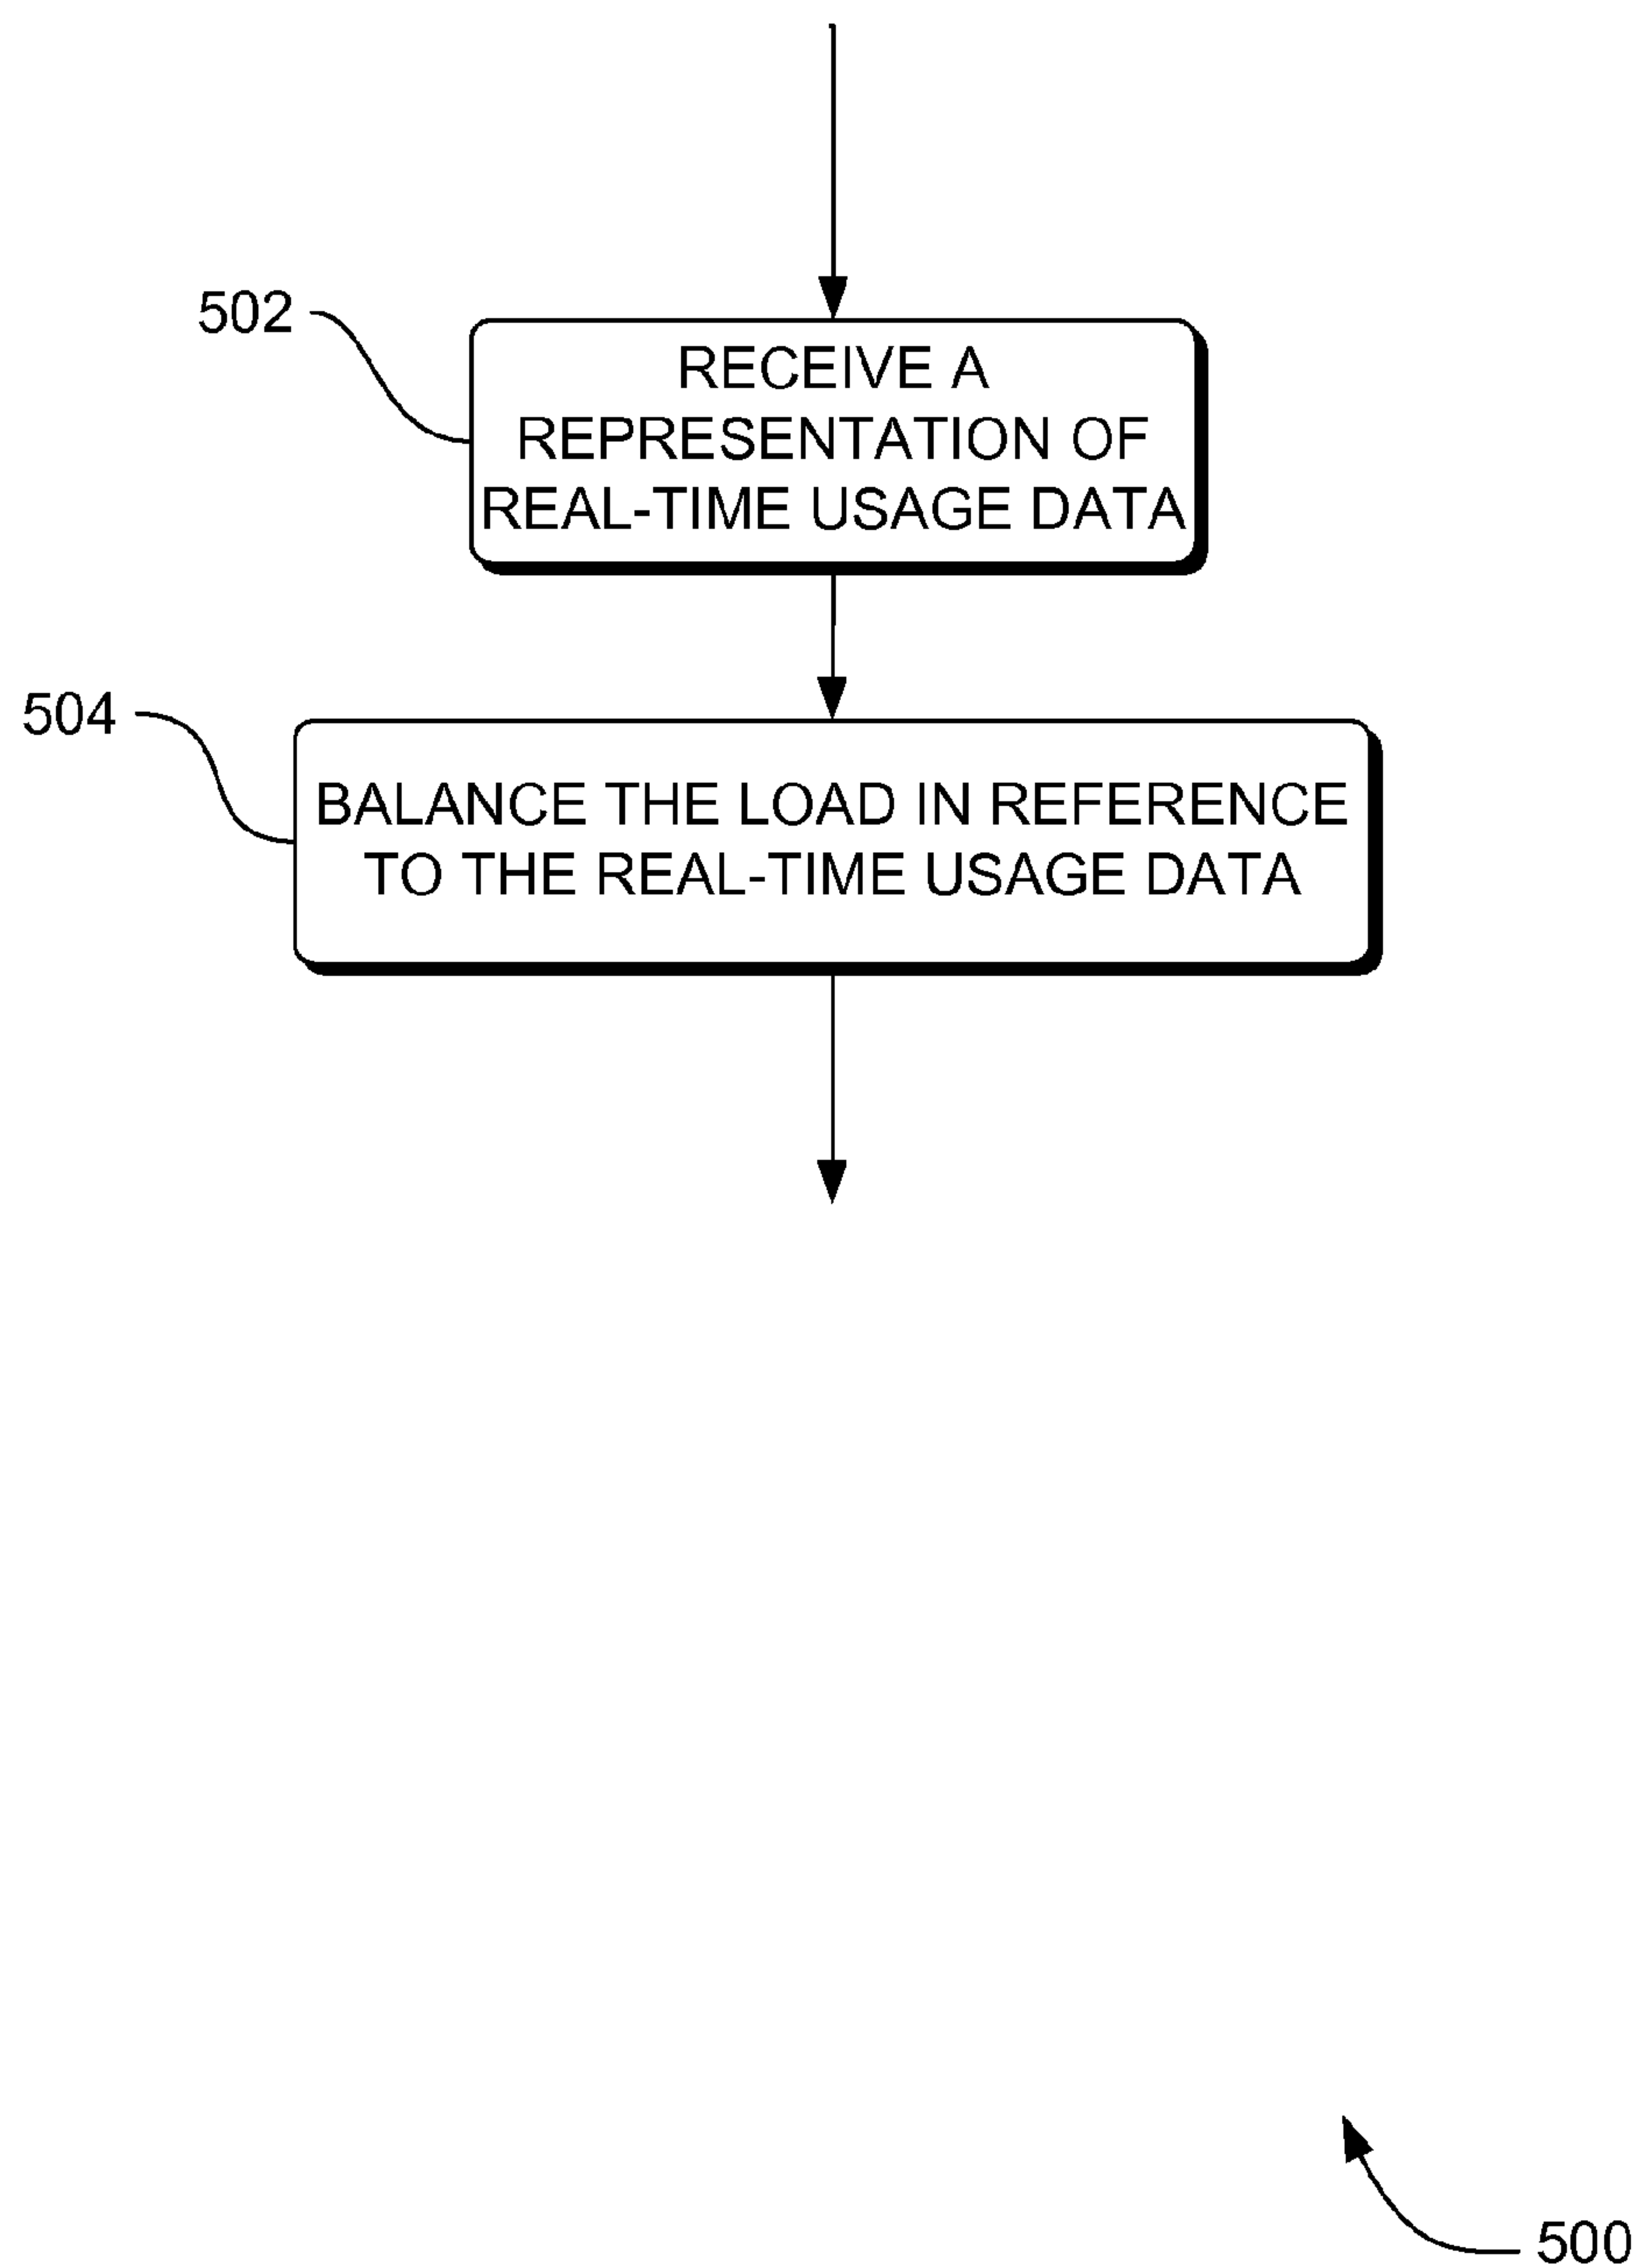 502
RECEIVE A
REPRESENTATION OF
REAL-TIME USAGE DATA
504
BALANCE THE LOAD IN REFERENCE
TO THE REAL-TIME USAGE DATA
500